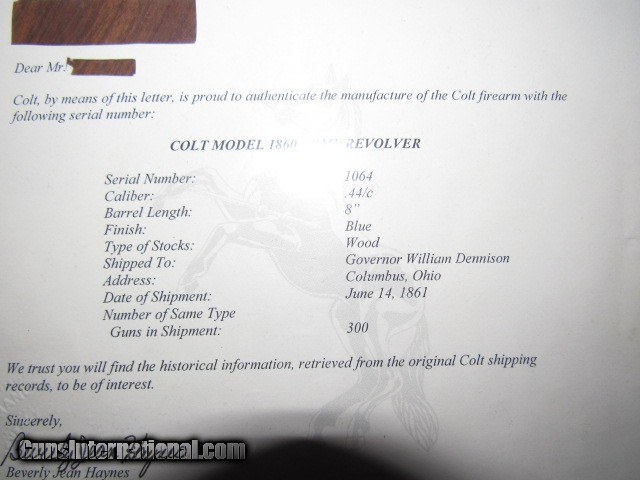 Dear Mr.
Colt, by means of this letter, is proud to authenticate the manufacture of the Colt firearm with the
following serial number:
COLT MODEL 1860 REVOLVER
Serial Number: 1064
Caliber: .44/c
Barrel Length: 8"
Finish: Blue
Type of Stocks: Wood
Shipped To: Governor William Dennison
Address: Columbus, Ohio
Date of Shipment: June 14, 1861
Number of Same Type
Guns in Shipment: 300
We trust you will find the historical information, retrieved from the original Colt shipping
records, to be of interest.
Sincerely,
GunsInternational.com
Beverly Jean Haynes